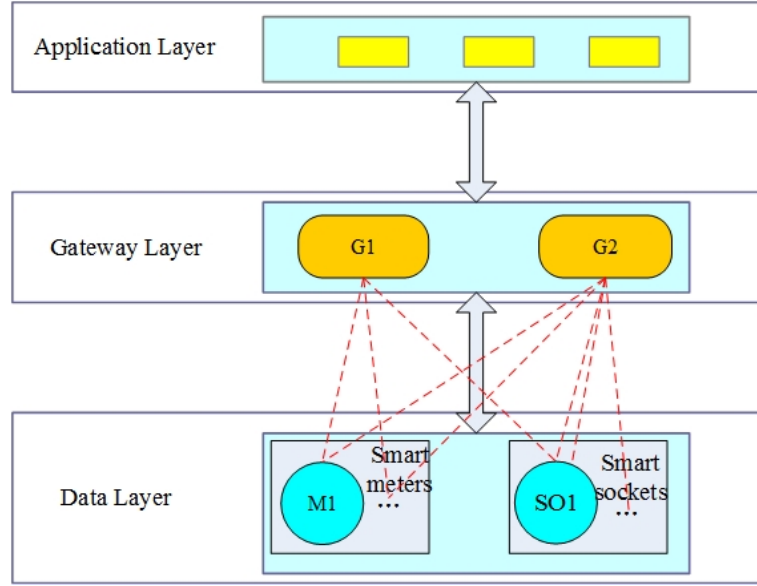 Application Layer
Gateway Layer
G1
G2
Data Layer
M1
Smart
meters
...
SO1
Smart
sockets
...